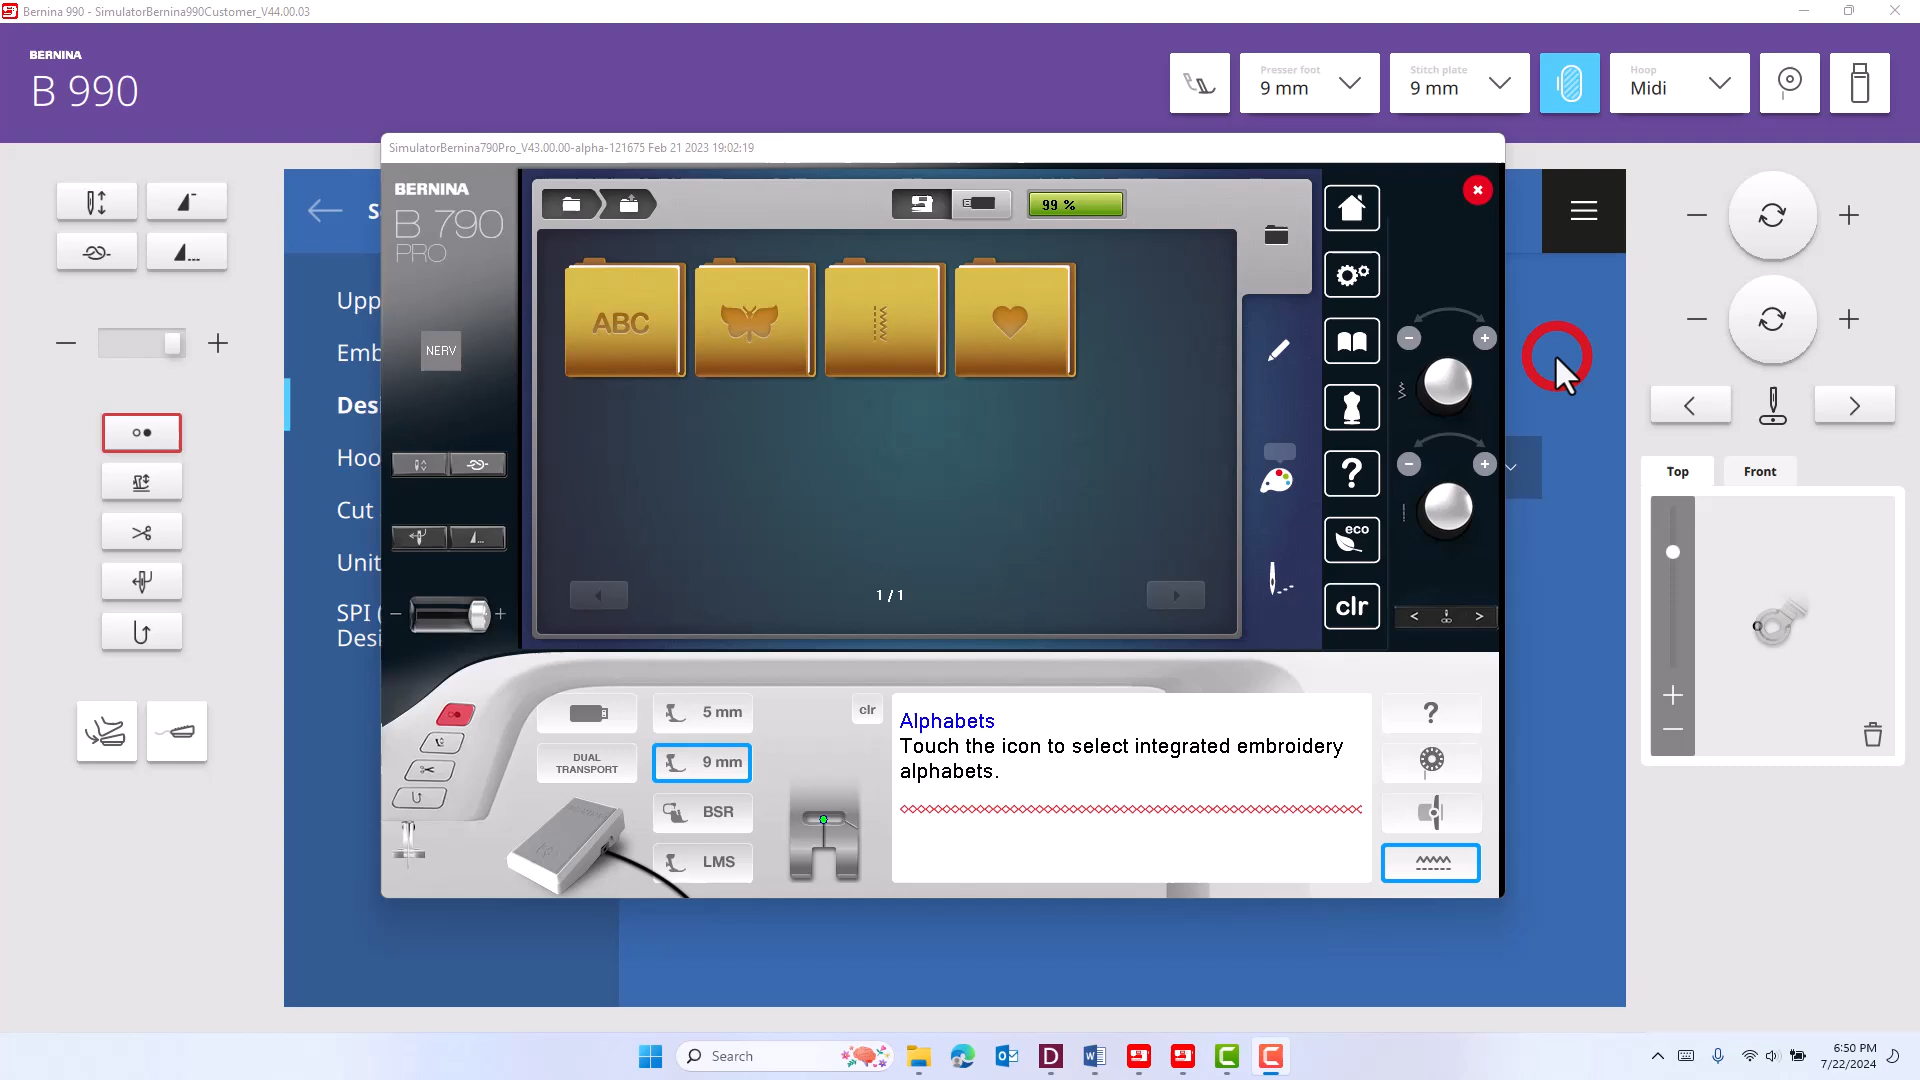 Bernina 990 - SimulatorBernina990Customer_V44.00.03
BERNINA
B 990
Presser foot
9 mm
Stitch plate
9 mm
Hoop
Midi
SimulatorBernina790Pro_V43.00.00-alpha-121675 Feb 21 2023 19:02:19
BERNINA
B 790
PRO
99 %
ABC
NERV
Upp
Emb
Desi
Hoo
Cut
Unit
SPI (
Desi
1 / 1
eco
clr
Top
Front
5 mm
9 mm
BSR
LMS
DUAL
TRANSPORT
clr
Alphabets
Touch the icon to select integrated embroidery
alphabets.
Search
6:50 PM
7/22/2024